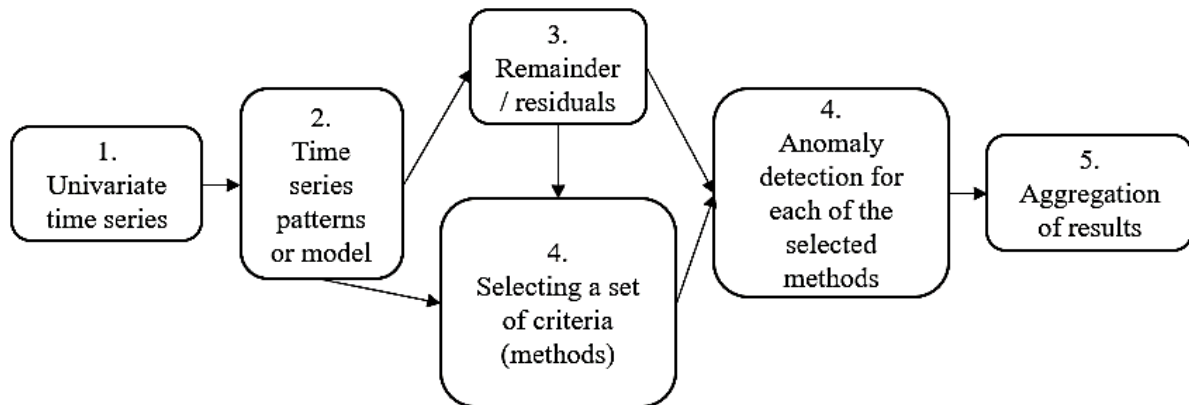 1.
Univariate
time series
2.
Time
series
patterns
or model
3.
Remainder
/ residuals
4.
Selecting a set
of criteria
(methods)
4.
Anomaly
detection for
each of the
selected
methods
5.
Aggregation
of results